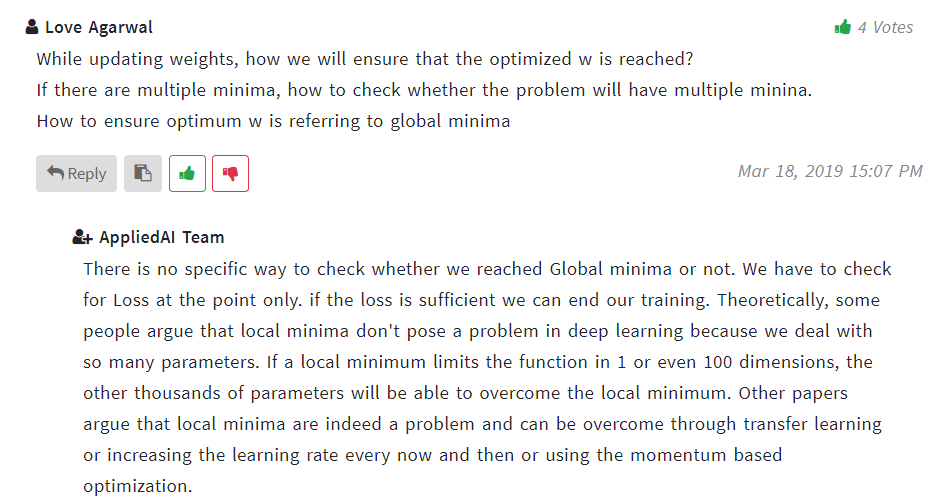 Love Agarwal
4 Votes
While updating weights, how we will ensure that the optimized w is reached?
If there are multiple minima, how to check whether the problem will have multiple minina.
How to ensure optimum w is referring to global minima
Reply
Mar 18, 2019 15:07 PM
AppliedAI Team
There is no specific way to check whether we reached Global minima or not. We have to check
for Loss at the point only. if the loss is sufficient we can end our training. Theoretically, some
people argue that local minima don't pose a problem in deep learning because we deal with
so many parameters. If a local minimum limits the function in 1 or even 100 dimensions, the
other thousands of parameters will be able to overcome the local minimum. Other papers
argue that local minima are indeed a problem and can be overcome through transfer learning
or increasing the learning rate every now and then or using the momentum based
optimization.